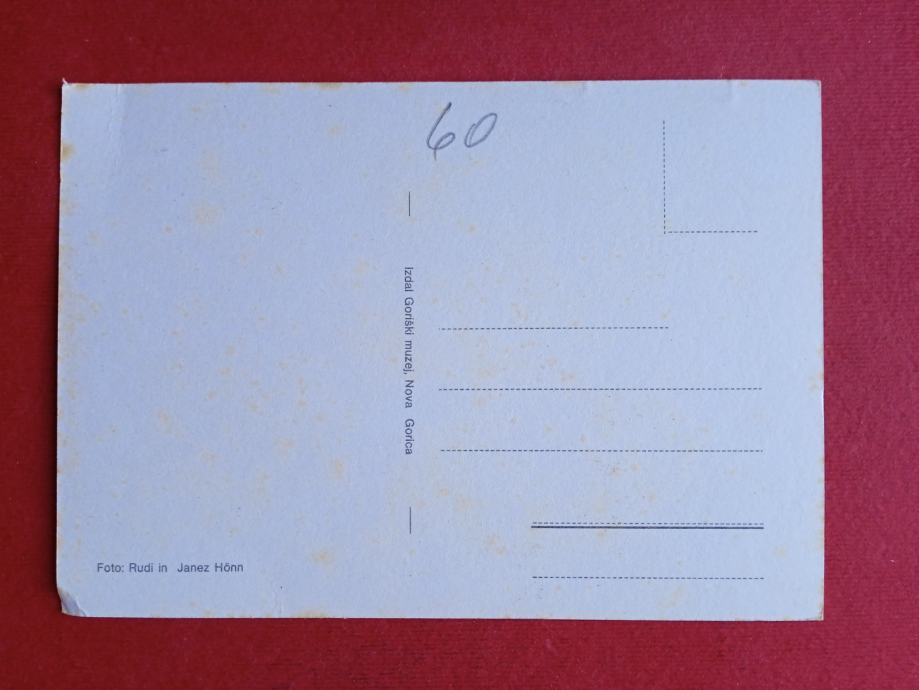 60
Izdal Goriški muzej, Nova Gorica
Foto: Rudi in Janez Hönn